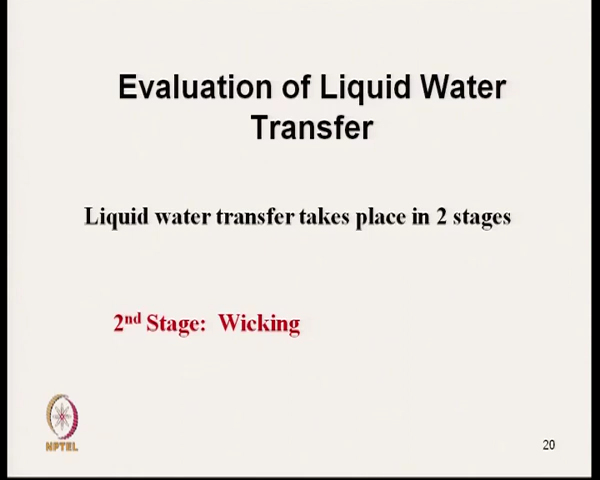 Evaluation of Liquid Water
Transfer
Liquid water transfer takes place in 2 stages
2nd Stage: Wicking
NPTEL
20